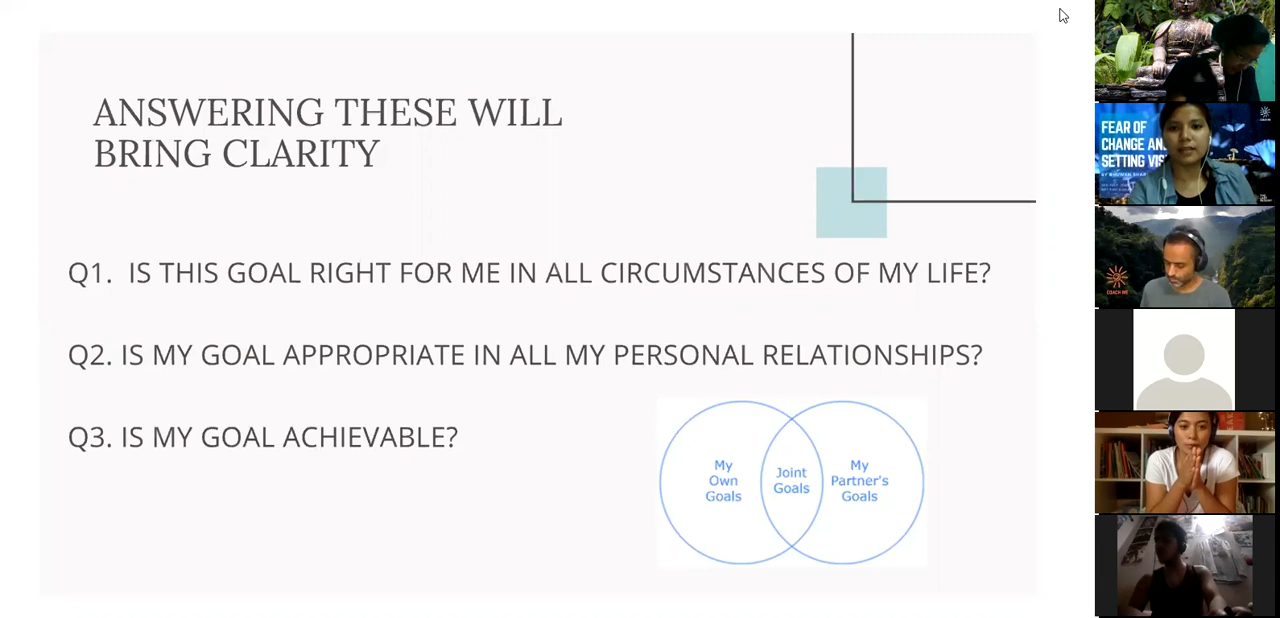 ANSWERING THESE WILL
BRING CLARITY
Q1. IS THIS GOAL RIGHT FOR ME IN ALL CIRCUMSTANCES OF MY LIFE?
Q2. IS MY GOAL APPROPRIATE IN ALL MY PERSONAL RELATIONSHIPS?
Q3. IS MY GOAL ACHIEVABLE?
My
Own
Goals
Joint
Goals
My
Partner's
Goals
FEAR OF
CHANGE AN
SETTING VIS
COACH WE